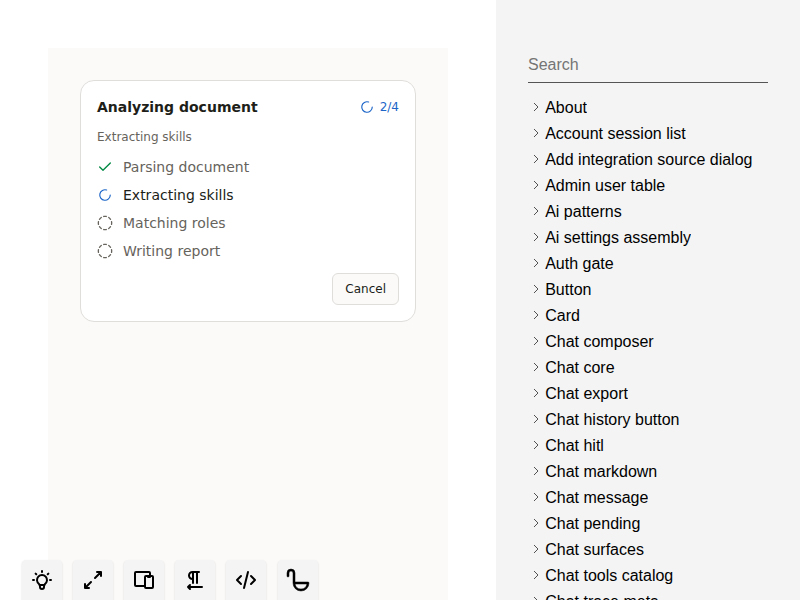 Analyzing document
2/4
Extracting skills
Parsing document
Extracting skills
Matching roles
Writing report
Cancel
Search
About
Account session list
Add integration source dialog
Admin user table
Ai patterns
Ai settings assembly
Auth gate
Button
Card
Chat composer
Chat core
Chat export
Chat history button
Chat hitl
Chat markdown
Chat message
Chat pending
Chat surfaces
Chat tools catalog
Chat trace meta